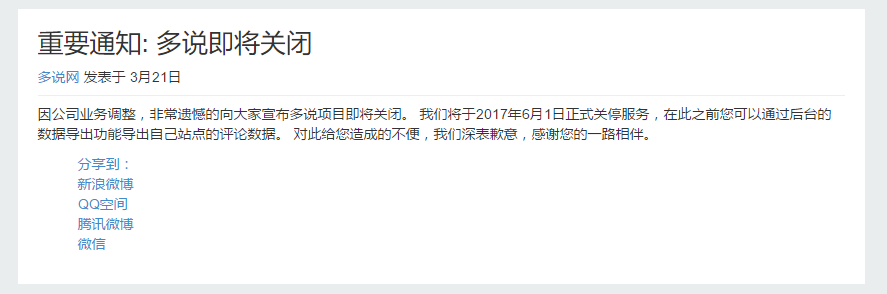 重要通知: 多说即将关闭
多说网 发表于 3月21日
因公司业务调整，非常遗憾的向大家宣布多说项目即将关闭。 我们将于2017年6月1日正式关停服务，在此之前您可以通过后台的
数据导出功能导出自己站点的评论数据。 对此给您造成的不便，我们深表歉意，感谢您的一路相伴。
分享到：
新浪微博
QQ空间
腾讯微博
微信